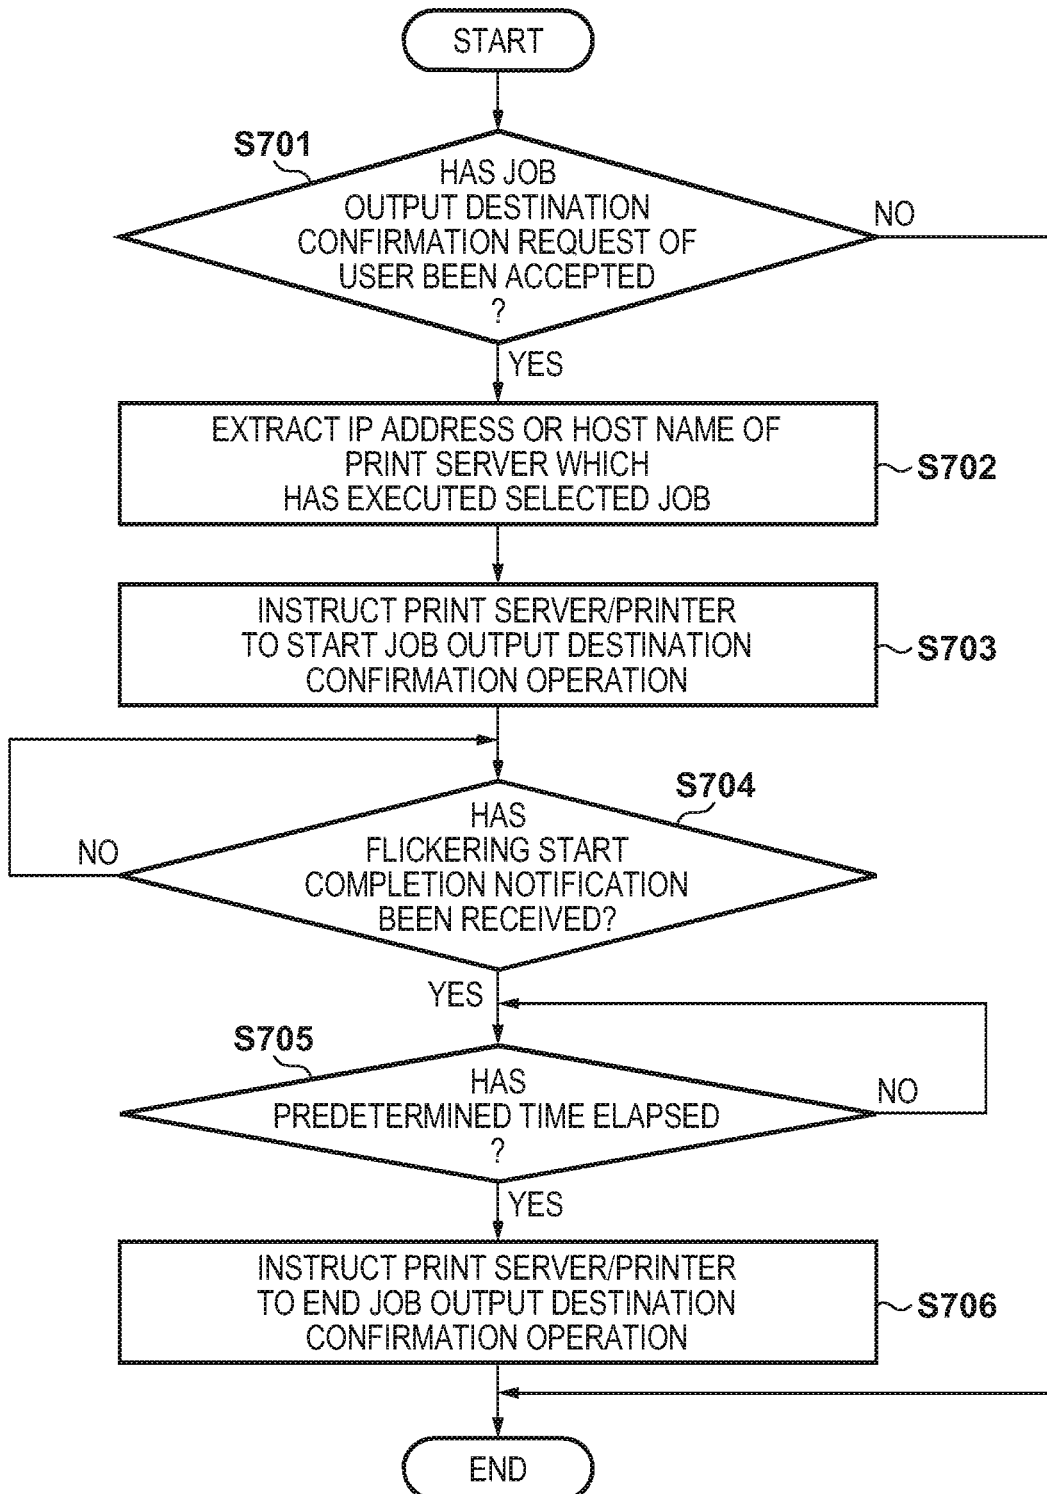 START
S701
HAS JOB
OUTPUT DESTINATION
CONFIRMATION REQUEST OF
USER BEEN ACCEPTED
?
NO
YES
EXTRACT IP ADDRESS OR HOST NAME OF
PRINT SERVER WHICH
HAS EXECUTED SELECTED JOB
S702
INSTRUCT PRINT SERVER/PRINTER
TO START JOB OUTPUT DESTINATION
CONFIRMATION OPERATION
S703
S704
HAS
FLICKERING START
COMPLETION NOTIFICATION
BEEN RECEIVED?
NO
YES
S705
HAS
PREDETERMINED TIME ELAPSED
?
NO
YES
INSTRUCT PRINT SERVER/PRINTER
TO END JOB OUTPUT DESTINATION
CONFIRMATION OPERATION
S706
END